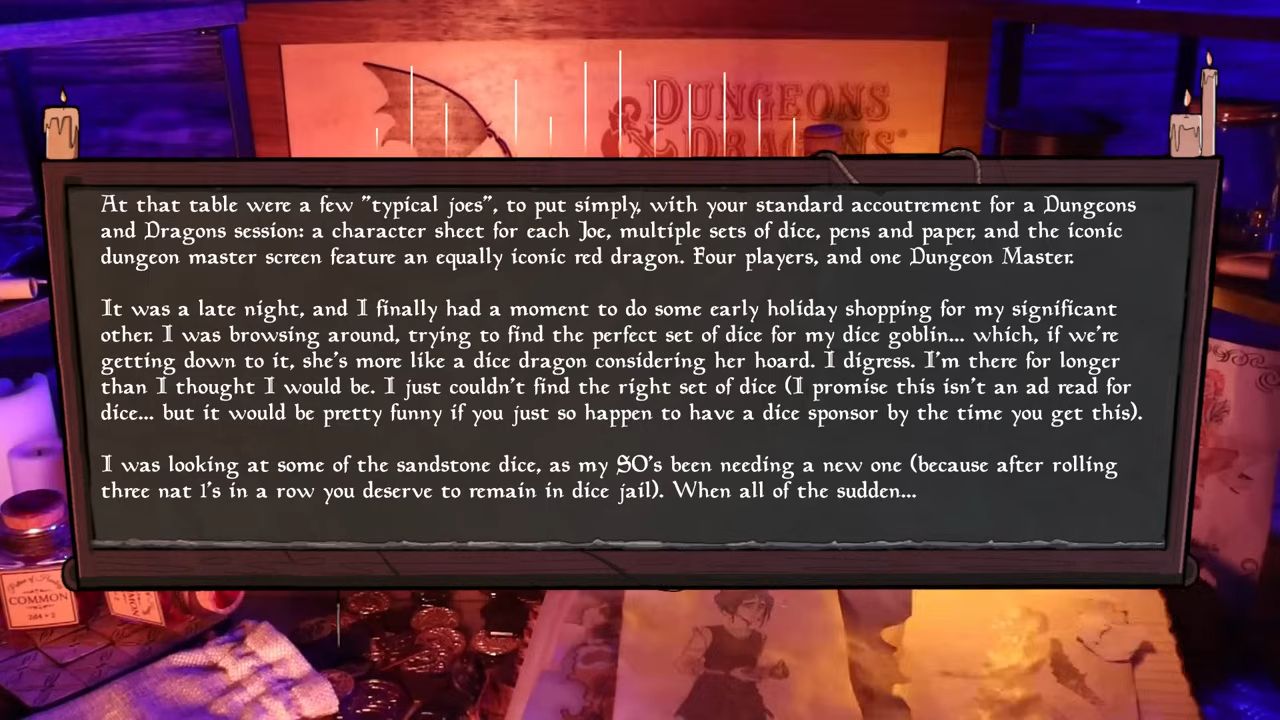 DUNGEONS
DRAGONS
At that table were a few "typical joes", to put simply, with your standard accoutrement for a Dungeons
and Dragons session: a character sheet for each Joe, multiple sets of dice, pens and paper, and the iconic
dungeon master screen feature an equally iconic red dragon. Four players, and one Dungeon Master.
It was a late night, and I finally had a moment to do some early holiday shopping for my significant
other. I was browsing around, trying to find the perfect set of dice for my dice goblin... which, if we're
getting down to it, she's more like a dice dragon considering her hoard. I digress. I'm there for longer
than I thought I would be. I just couldn't find the right set of dice (I promise this isn't an ad read for
dice... but it would be pretty funny if you just so happen to have a dice sponsor by the time you get this).
I was looking at some of the sandstone dice, as my SO's been needing a new one (because after rolling
three nat 1's in a row you deserve to remain in dice jail). When all of the sudden...
COMMON